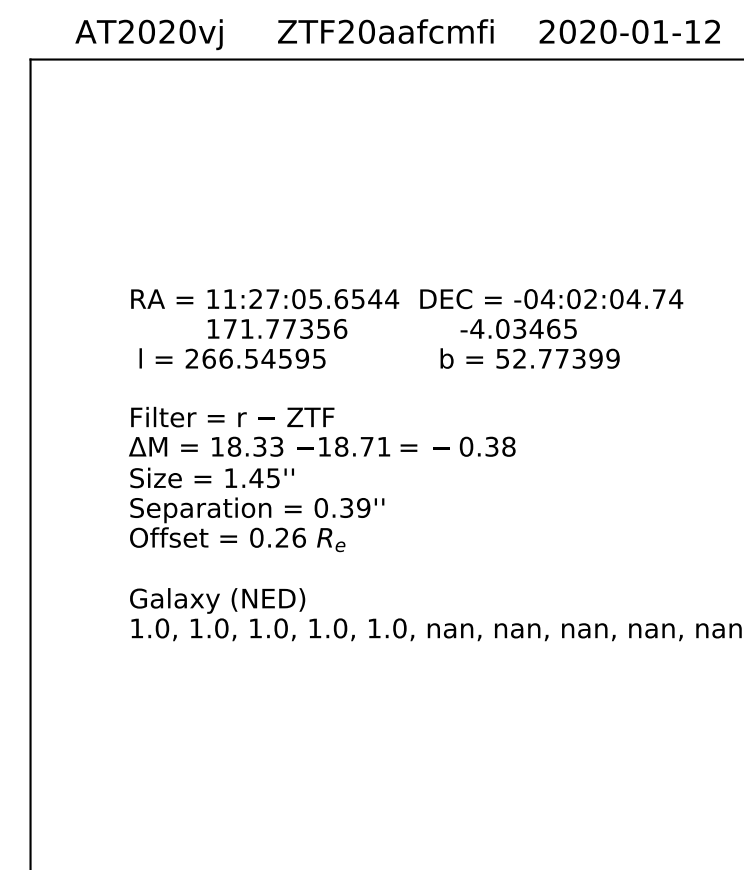 AT2020vj ZTF20aafcmfi 2020-01-12
RA = 11:27:05.6544 DEC = -04:02:04.74
171.77356 -4.03465
l = 266.54595 b = 52.77399
Filter = r − ZTF
ΔM = 18.33 −18.71 = − 0.38
Size = 1.45''
Separation = 0.39''
Offset = 0.26 Re
Galaxy (NED)
1.0, 1.0, 1.0, 1.0, 1.0, nan, nan, nan, nan, nan